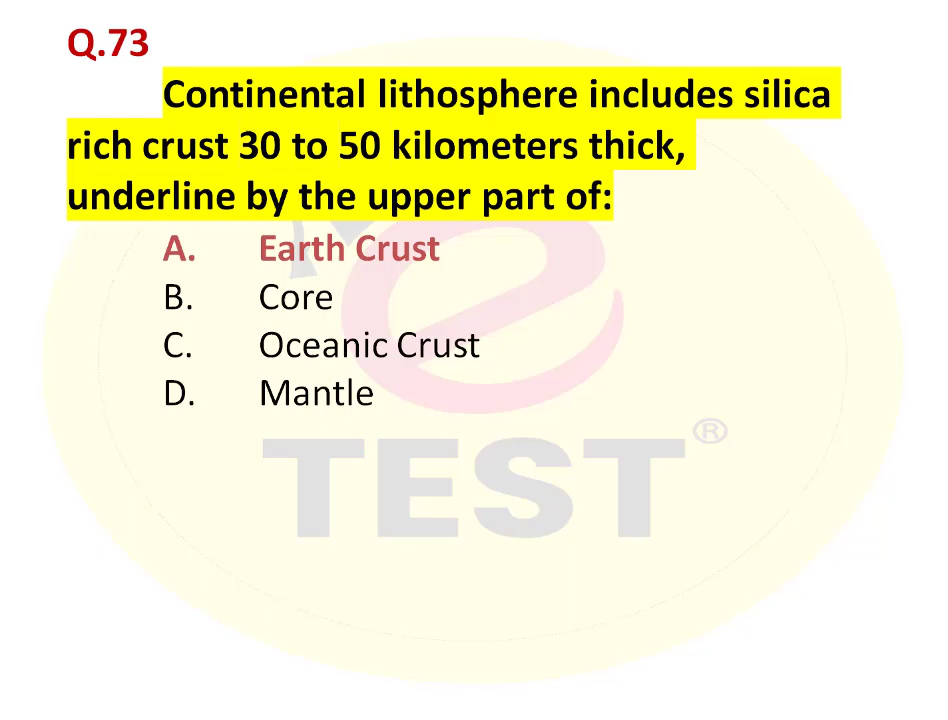 Q.73
Continental lithosphere includes silica
rich crust 30 to 50 kilometers thick,
underline by the upper part of:
A. Earth Crust
B. Core
C. Oceanic Crust
D. Mantle
e
TEST®